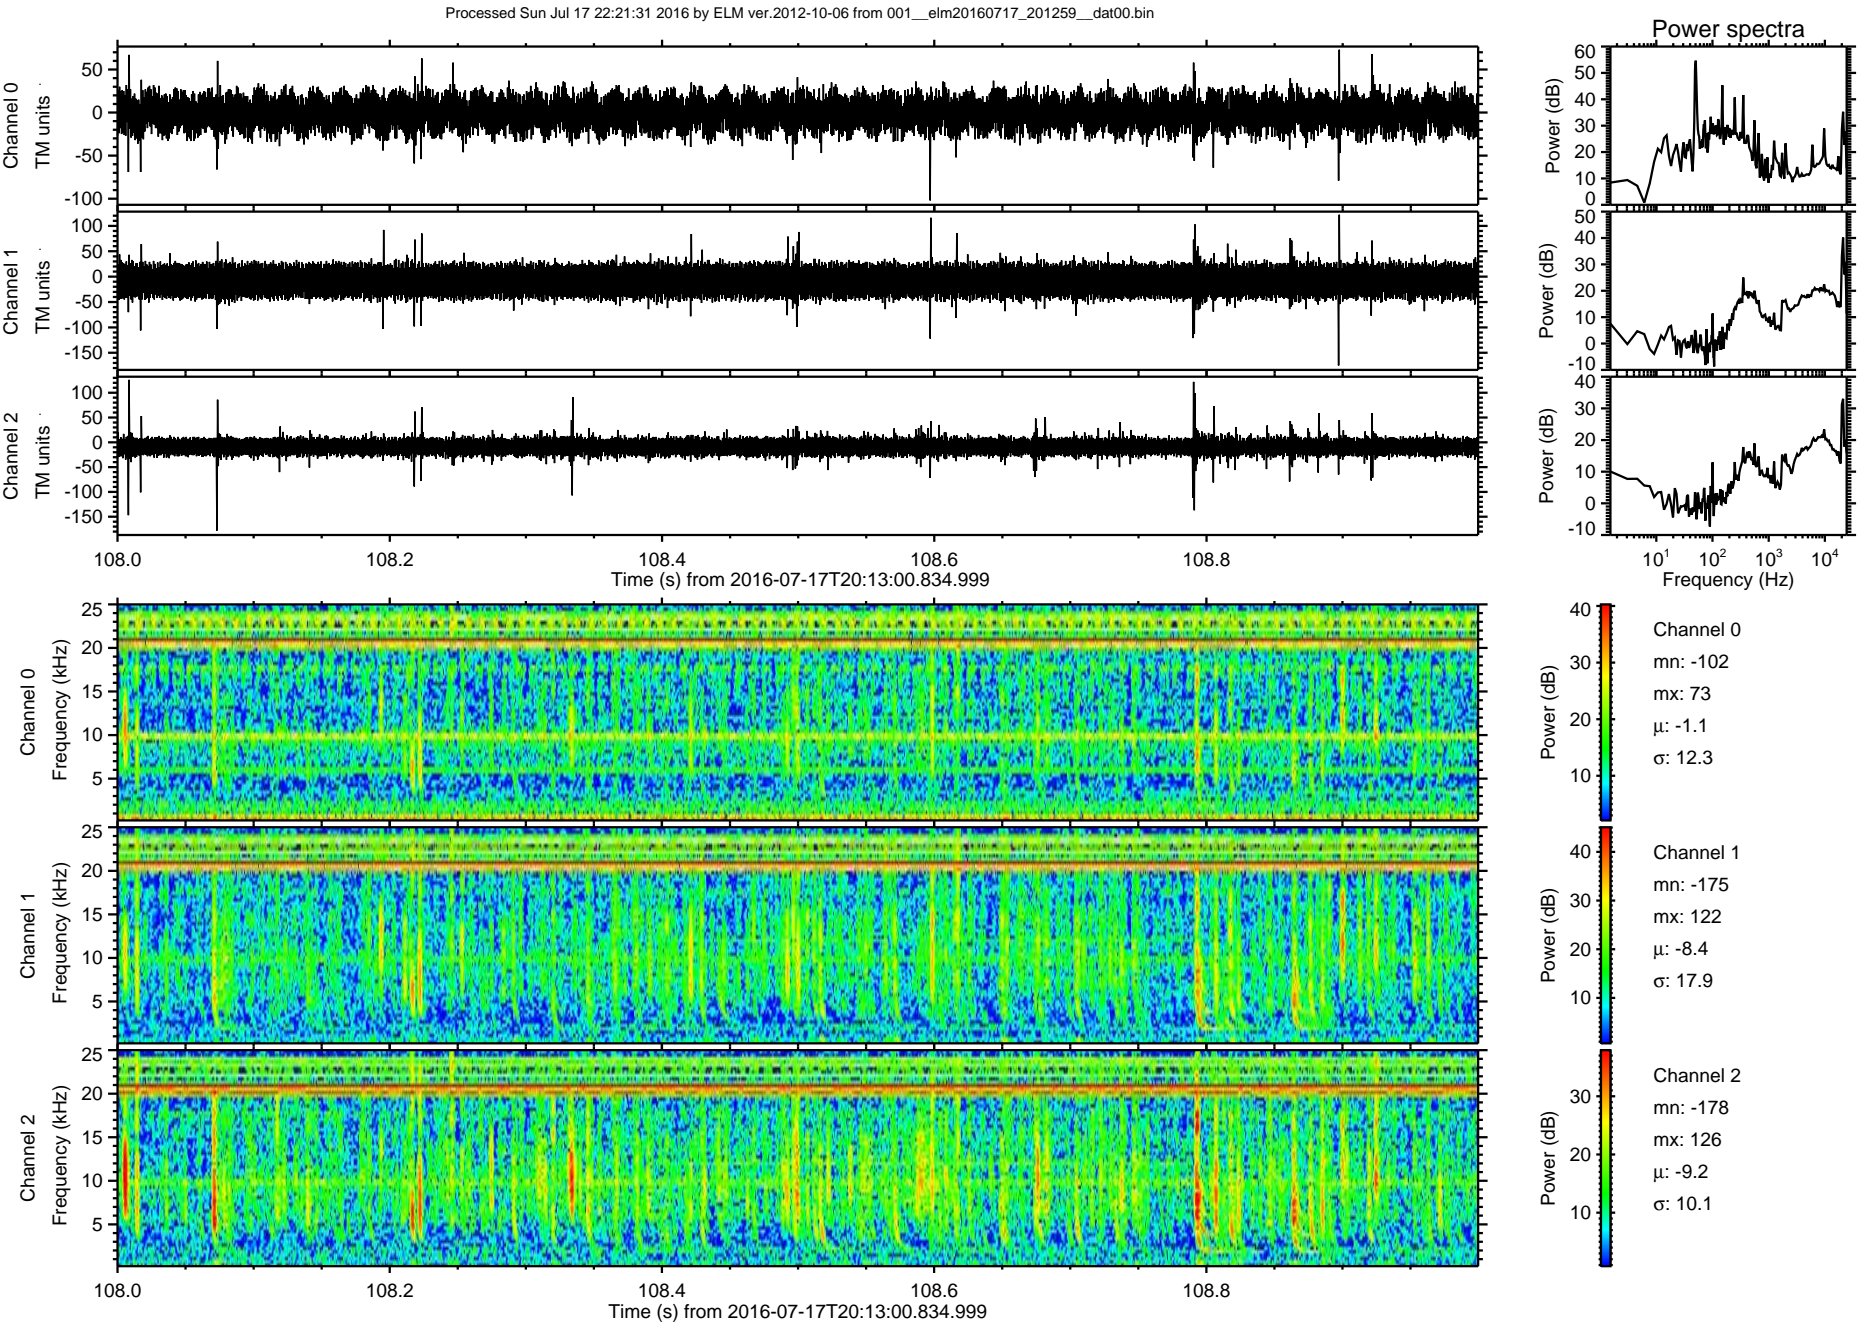 Processed Sun Jul 17 22:21:31 2016 by ELM ver.2012-10-06 from 001__elm20160717_201259__dat00.bin
Power spectra
Channel 0
TM units
50
0
-50
-100
Power (dB)
60
50
40
30
20
10
0
Channel 1
TM units
100
50
0
-50
-100
-150
Power (dB)
50
40
30
20
10
0
-10
Channel 2
TM units
100
50
0
-50
-100
-150
Power (dB)
40
30
20
10
0
-10
108.0 108.2 108.4 108.6 108.8
Time (s) from 2016-07-17T20:13:00.834.999
10¹ 10² 10³ 10⁴
Frequency (Hz)
Channel 0
Frequency (kHz)
25
20
15
10
5
Power (dB)
40
30
20
10
Channel 0
mn: -102
mx: 73
μ: -1.1
σ: 12.3
Channel 1
Frequency (kHz)
25
20
15
10
5
Power (dB)
40
30
20
10
Channel 1
mn: -175
mx: 122
μ: -8.4
σ: 17.9
Channel 2
Frequency (kHz)
25
20
15
10
5
Power (dB)
30
20
10
Channel 2
mn: -178
mx: 126
μ: -9.2
σ: 10.1
108.0 108.2 108.4 108.6 108.8
Time (s) from 2016-07-17T20:13:00.834.999